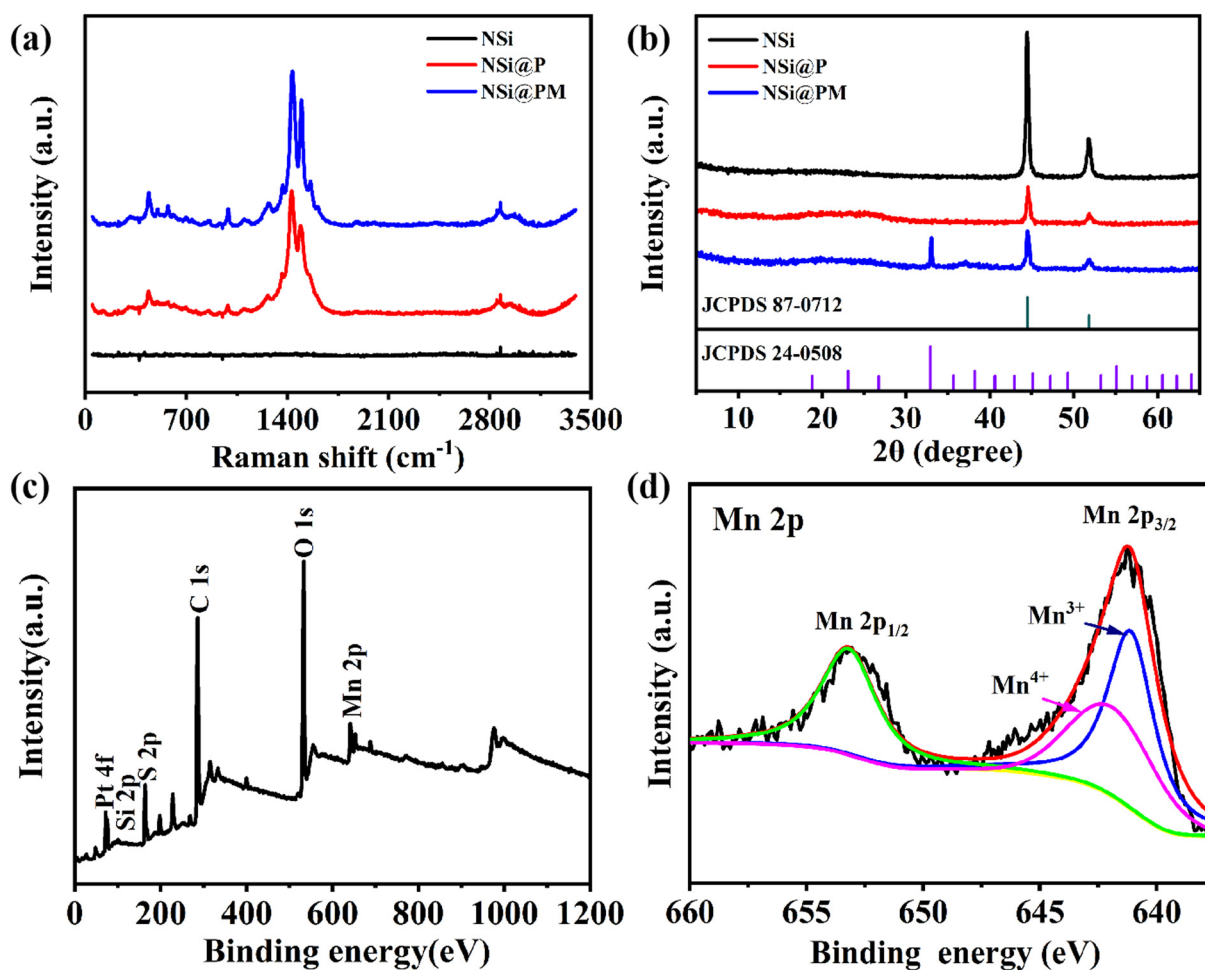 (a)
NSi
NSi@P
NSi@PM
Intensity (a.u.)
0 700 1400 2100 2800 3500
Raman shift (cm⁻¹)
(b)
NSi
NSi@P
NSi@PM
JCPDS 87-0712
JCPDS 24-0508
Intensity (a.u.)
10 20 30 40 50 60
2θ (degree)
(c)
Pt 4f
Si 2p
S 2p
C 1s
O 1s
Mn 2p
Intensity(a.u.)
0 200 400 600 800 1000 1200
Binding energy(eV)
(d)
Mn 2p
Mn 2p₃/₂
Mn³⁺
Mn 2p₁/₂
Mn⁴⁺
Intensity (a.u.)
660 655 650 645 640
Binding energy (eV)